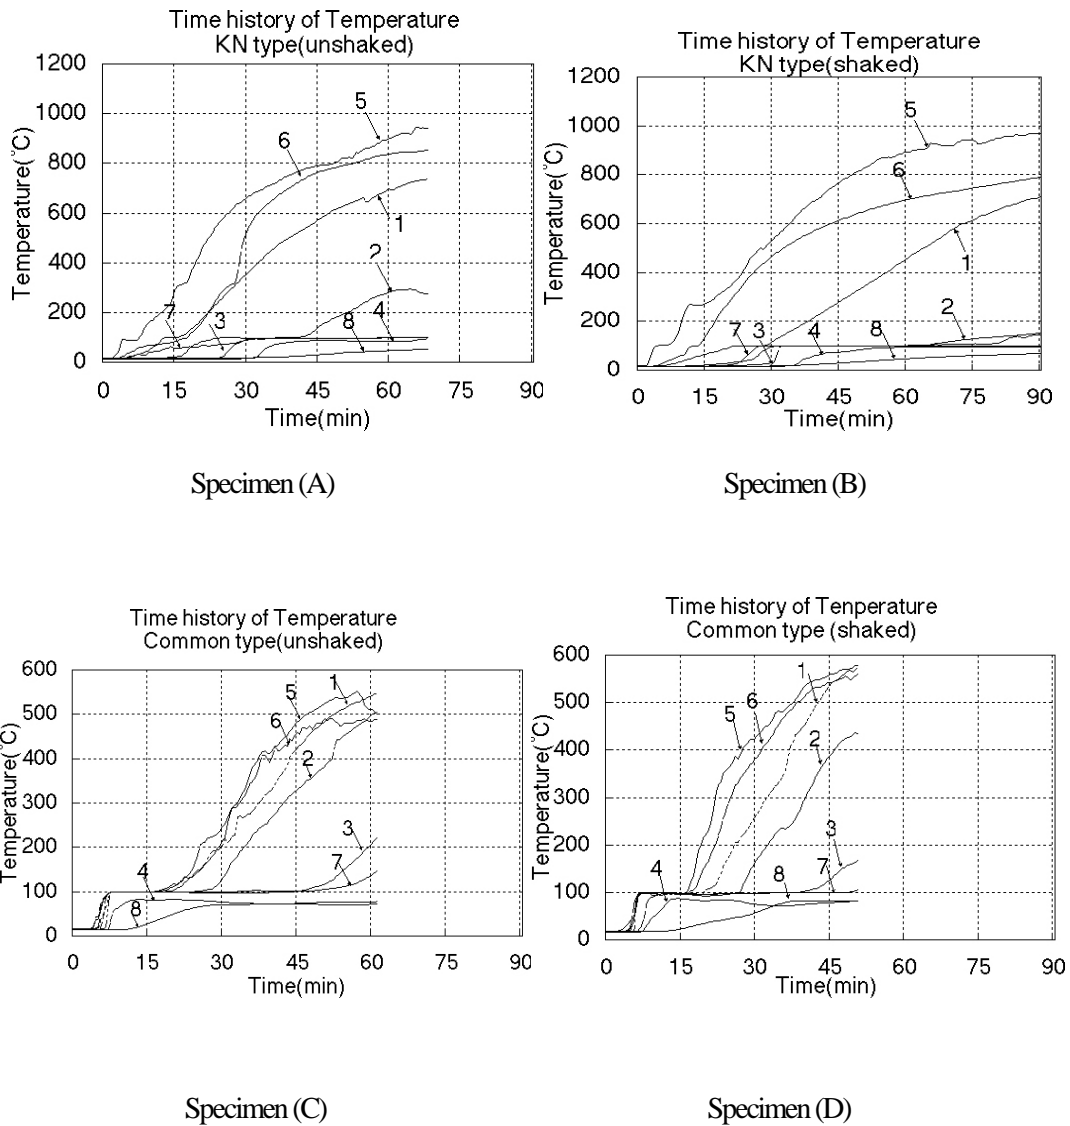 Time history of Temperature
KN type(unshaked)
1200
1000
800
600
400
200
0
Temperature(°C)
5
6
1
2
7
3
8
4
0 15 30 45 60 75 90
Time(min)
Specimen (A)
Time history of Temperature
KN type(shaked)
1200
1000
800
600
400
200
0
Temperature(°C)
5
6
1
2
7 3 4 8
0 15 30 45 60 75 90
Time(min)
Specimen (B)
Time history of Temperature
Common type(unshaked)
600
500
400
300
200
100
0
Temperature(°C)
5
1
6
2
3
4
7
8
0 15 30 45 60 75 90
Time(min)
Specimen (C)
Time history of Tenperature
Common type (shaked)
600
500
400
300
200
100
0
Temperature(°C)
1
6
5
2
3
4
8
7
0 15 30 45 60 75 90
Time(min)
Specimen (D)